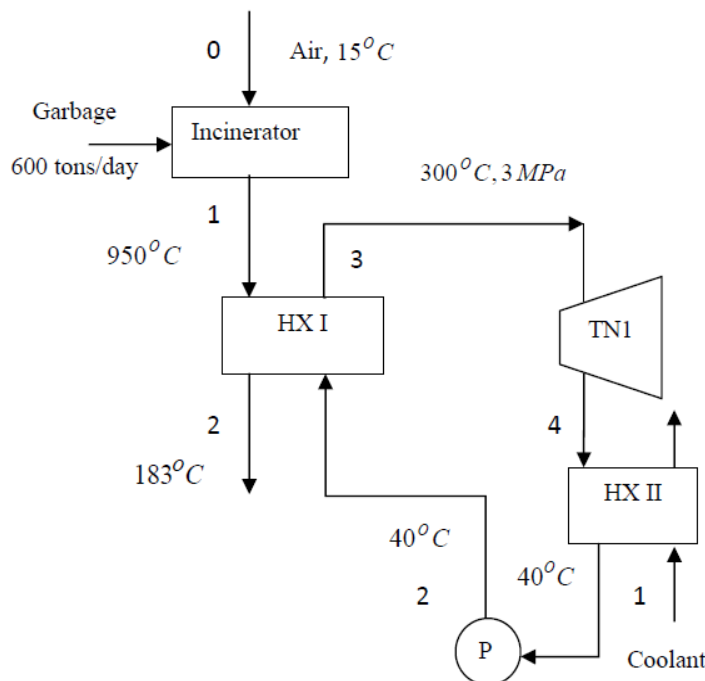 0
Air, 15°C
Garbage
Incinerator
600 tons/day
300°C, 3 MPa
1
950°C
3
HX I
TN1
2
4
183°C
HX II
40°C
40°C
2
1
P
Coolant